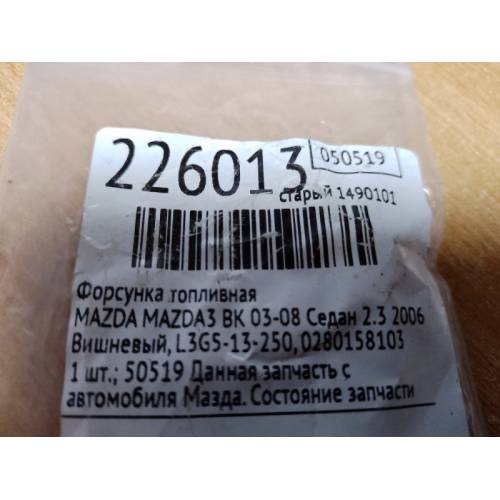 226013 050519
старый 1490101
Форсунка топливная
MAZDA MAZDA3 BK 03-08 Седан 2.3 2006
Вишневый, L3G5-13-250, 0280158103
1 шт.; 50519 Данная запчасть с
автомобиля Мазда. Состояние запчасти